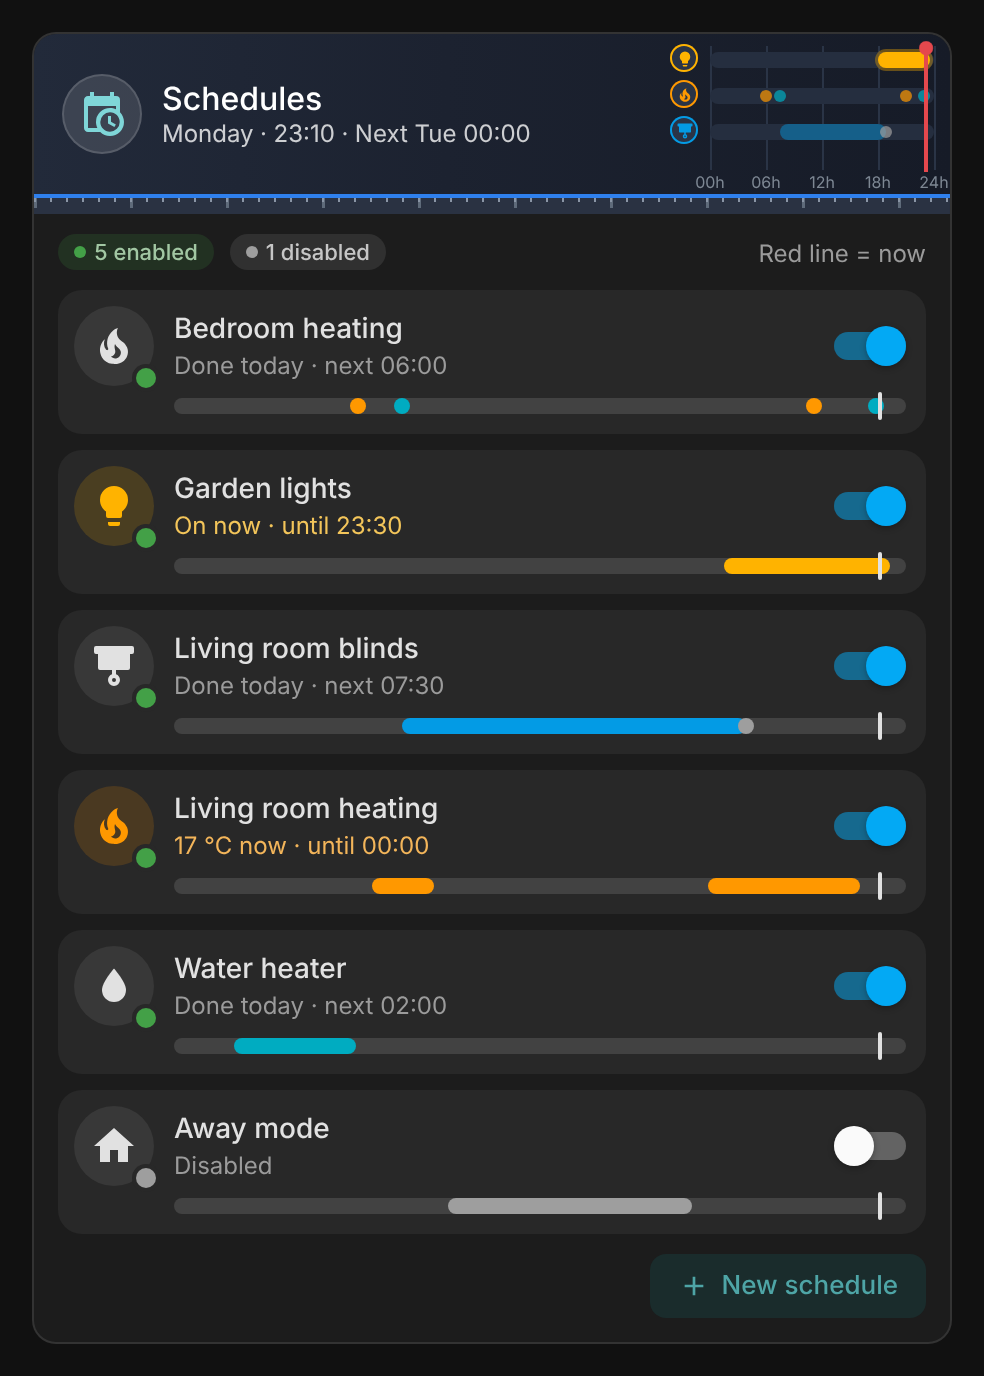 Schedules
Monday · 23:10 · Next Tue 00:00
00h 06h 12h 18h 24h
5 enabled
1 disabled
Red line = now
Bedroom heating
Done today · next 06:00
Garden lights
On now · until 23:30
Living room blinds
Done today · next 07:30
Living room heating
17 °C now · until 00:00
Water heater
Done today · next 02:00
Away mode
Disabled
+ New schedule